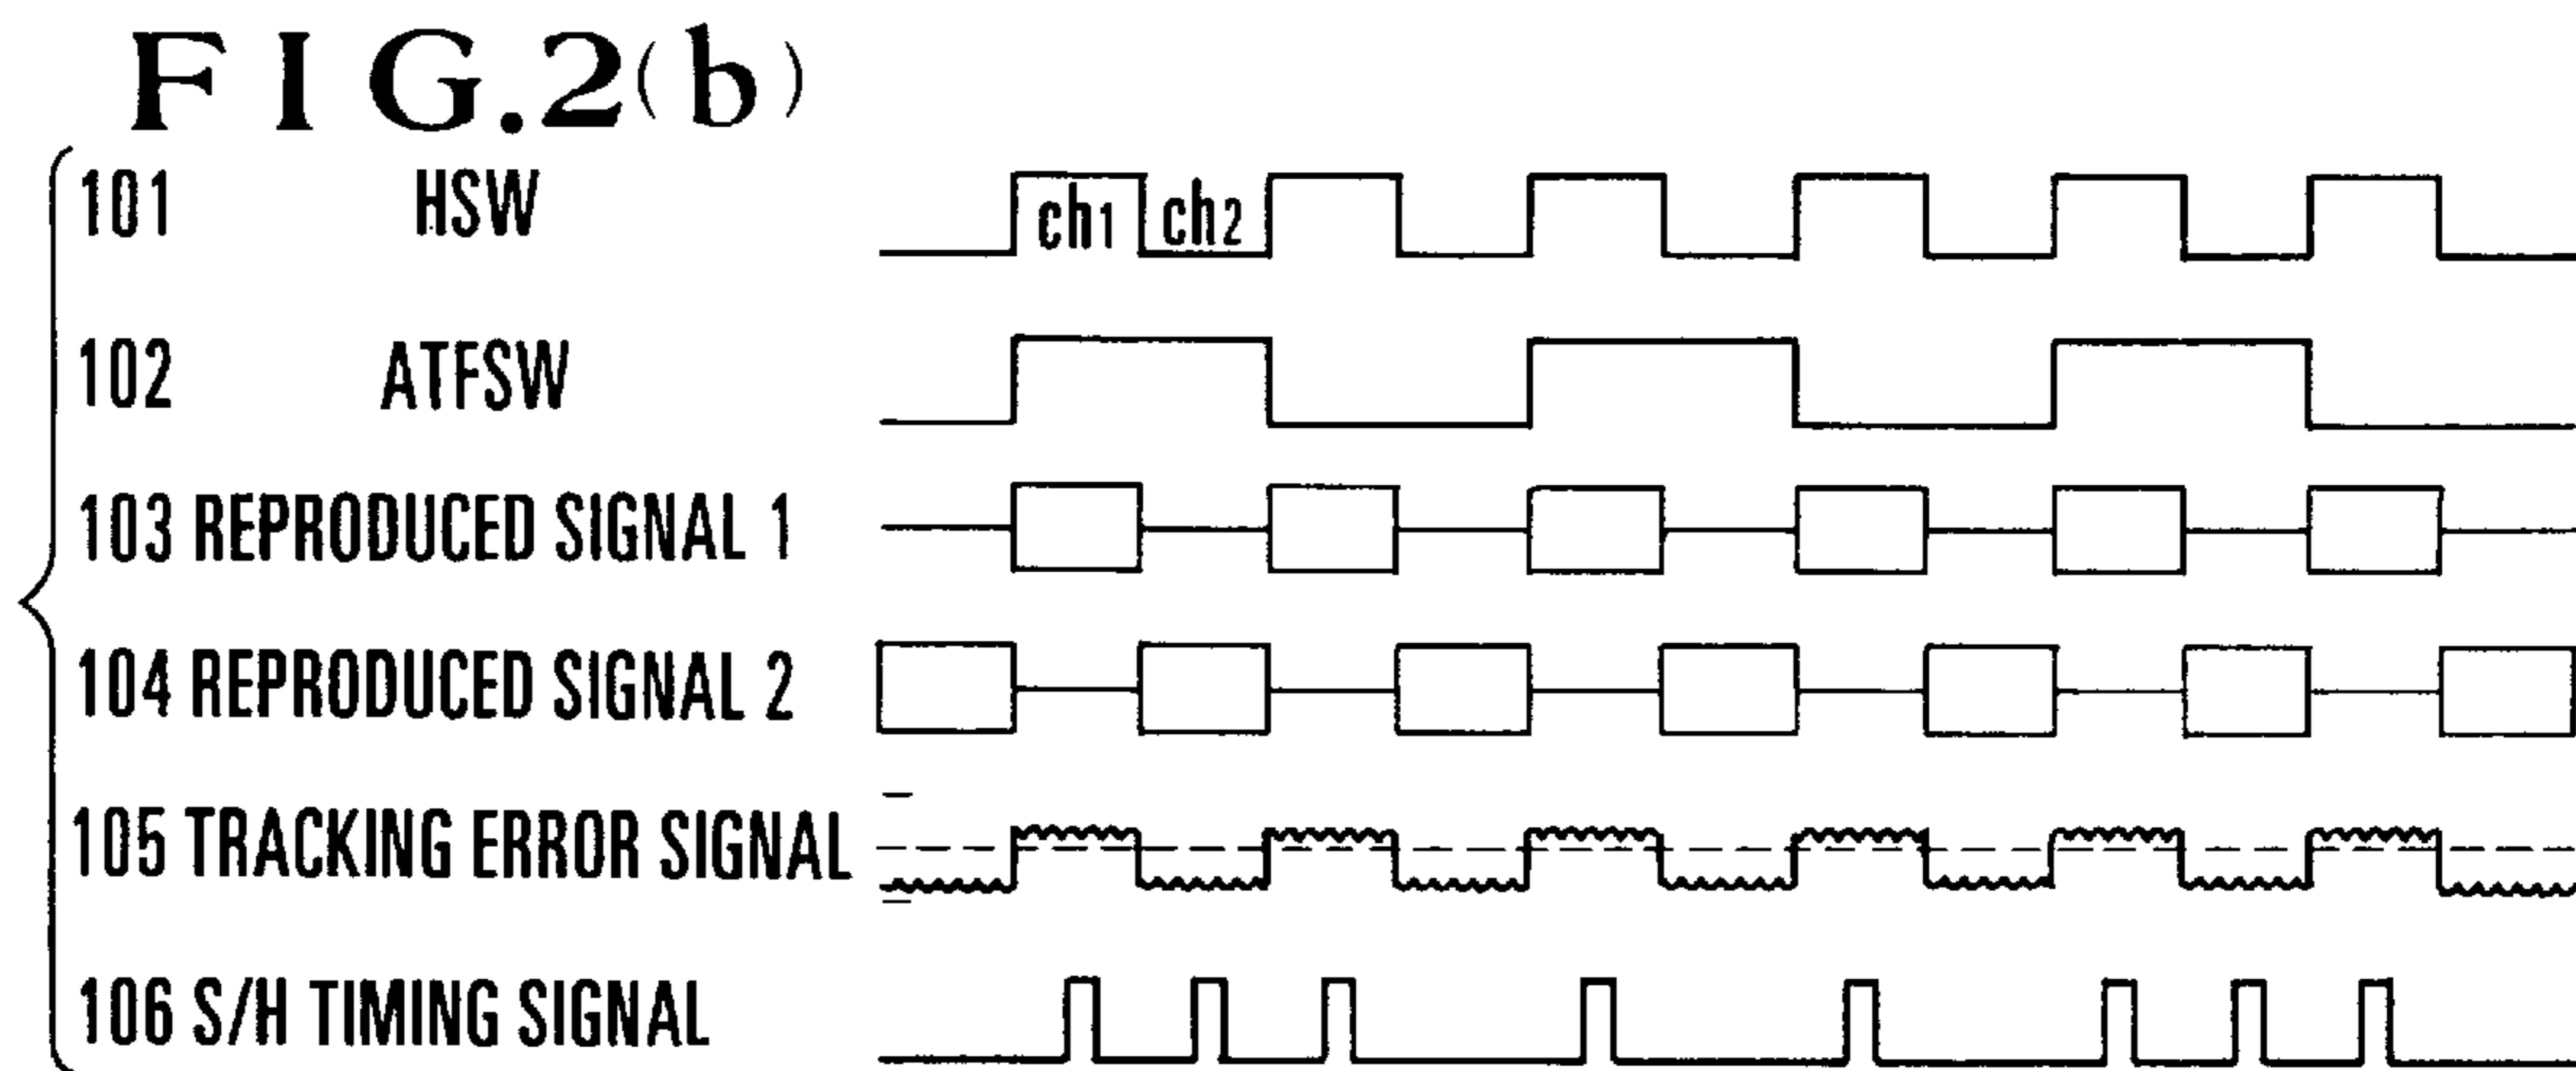 FIG.2(b)
101 HSW
ch1 ch2
102 ATFSW
103 REPRODUCED SIGNAL 1
104 REPRODUCED SIGNAL 2
105 TRACKING ERROR SIGNAL
106 S/H TIMING SIGNAL